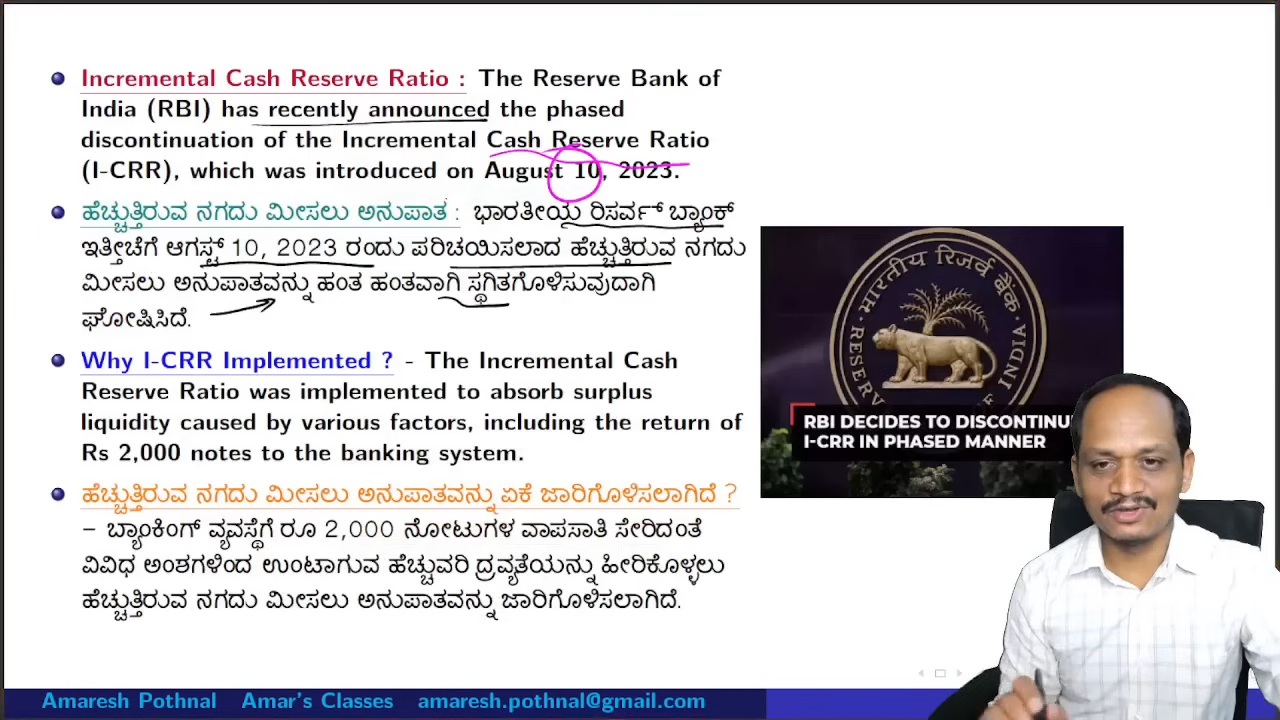 Incremental Cash Reserve Ratio : The Reserve Bank of
India (RBI) has recently announced the phased
discontinuation of the Incremental Cash Reserve Ratio
(I-CRR), which was introduced on August 10, 2023.
ಹೆಚ್ಚುತ್ತಿರುವ ನಗದು ಮೀಸಲು ಅನುಪಾತ : ಭಾರತೀಯ ರಿಸರ್ವ್ ಬ್ಯಾಂಕ್
ಇತ್ತೀಚೆಗೆ ಆಗಸ್ಟ್ 10, 2023 ರಂದು ಪರಿಚಯಿಸಲಾದ ಹೆಚ್ಚುತ್ತಿರುವ ನಗದು
ಮೀಸಲು ಅನುಪಾತವನ್ನು ಹಂತ ಹಂತವಾಗಿ ಸ್ಥಗಿತಗೊಳಿಸುವುದಾಗಿ
ಘೋಷಿಸಿದೆ.
Why I-CRR Implemented ? - The Incremental Cash
Reserve Ratio was implemented to absorb surplus
liquidity caused by various factors, including the return of
Rs 2,000 notes to the banking system.
ಹೆಚ್ಚುತ್ತಿರುವ ನಗದು ಮೀಸಲು ಅನುಪಾತವನ್ನು ಏಕೆ ಜಾರಿಗೊಳಿಸಲಾಗಿದೆ ?
– ಬ್ಯಾಂಕಿಂಗ್ ವ್ಯವಸ್ಥೆಗೆ ರೂ 2,000 ನೋಟುಗಳ ವಾಪಸಾತಿ ಸೇರಿದಂತೆ
ವಿವಿಧ ಅಂಶಗಳಿಂದ ಉಂಟಾಗುವ ಹೆಚ್ಚುವರಿ ದ್ರವ್ಯತೆಯನ್ನು ಹೀರಿಕೊಳ್ಳಲು
ಹೆಚ್ಚುತ್ತಿರುವ ನಗದು ಮೀಸಲು ಅನುಪಾತವನ್ನು ಜಾರಿಗೊಳಿಸಲಾಗಿದೆ.
भारतीय रिज़र्व बैंक
RESERVE OF INDIA
RBI DECIDES TO
I-CRR IN PHASED MANNER
Amaresh Pothnal Amar's Classes amaresh.pothnal@gmail.com